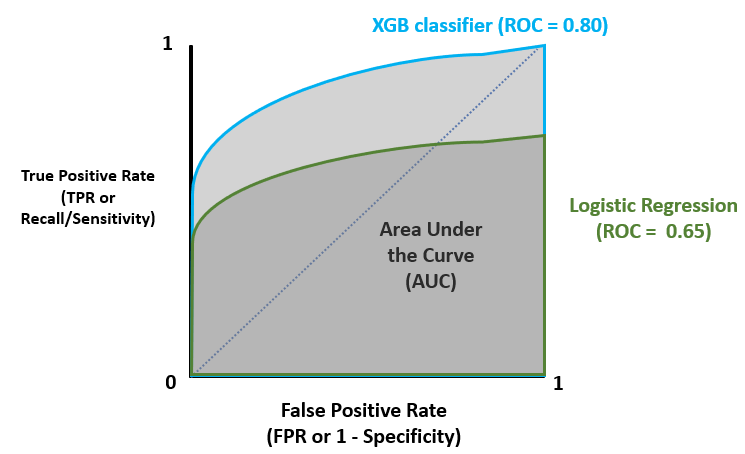 XGB classifier (ROC = 0.80)
1
True Positive Rate
(TPR or
Recall/Sensitivity)
Area Under
the Curve
(AUC)
Logistic Regression
(ROC =  0.65)
0
1
False Positive Rate
(FPR or 1 - Specificity)